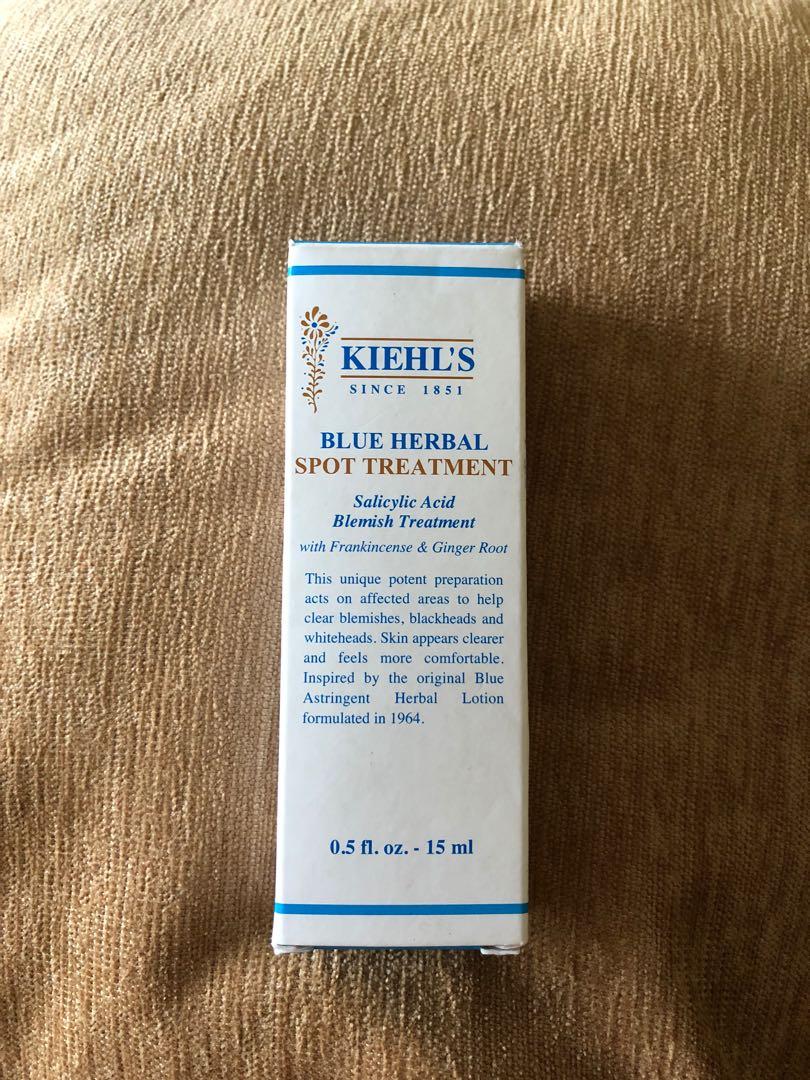 KIEHL'S
SINCE 1851
BLUE HERBAL
SPOT TREATMENT
Salicylic Acid
Blemish Treatment
with Frankincense & Ginger Root
This unique potent preparation
acts on affected areas to help
clear blemishes, blackheads and
whiteheads. Skin appears clearer
and feels more comfortable.
Inspired by the original Blue
Astringent Herbal Lotion
formulated in 1964.
0.5 fl. oz. - 15 ml